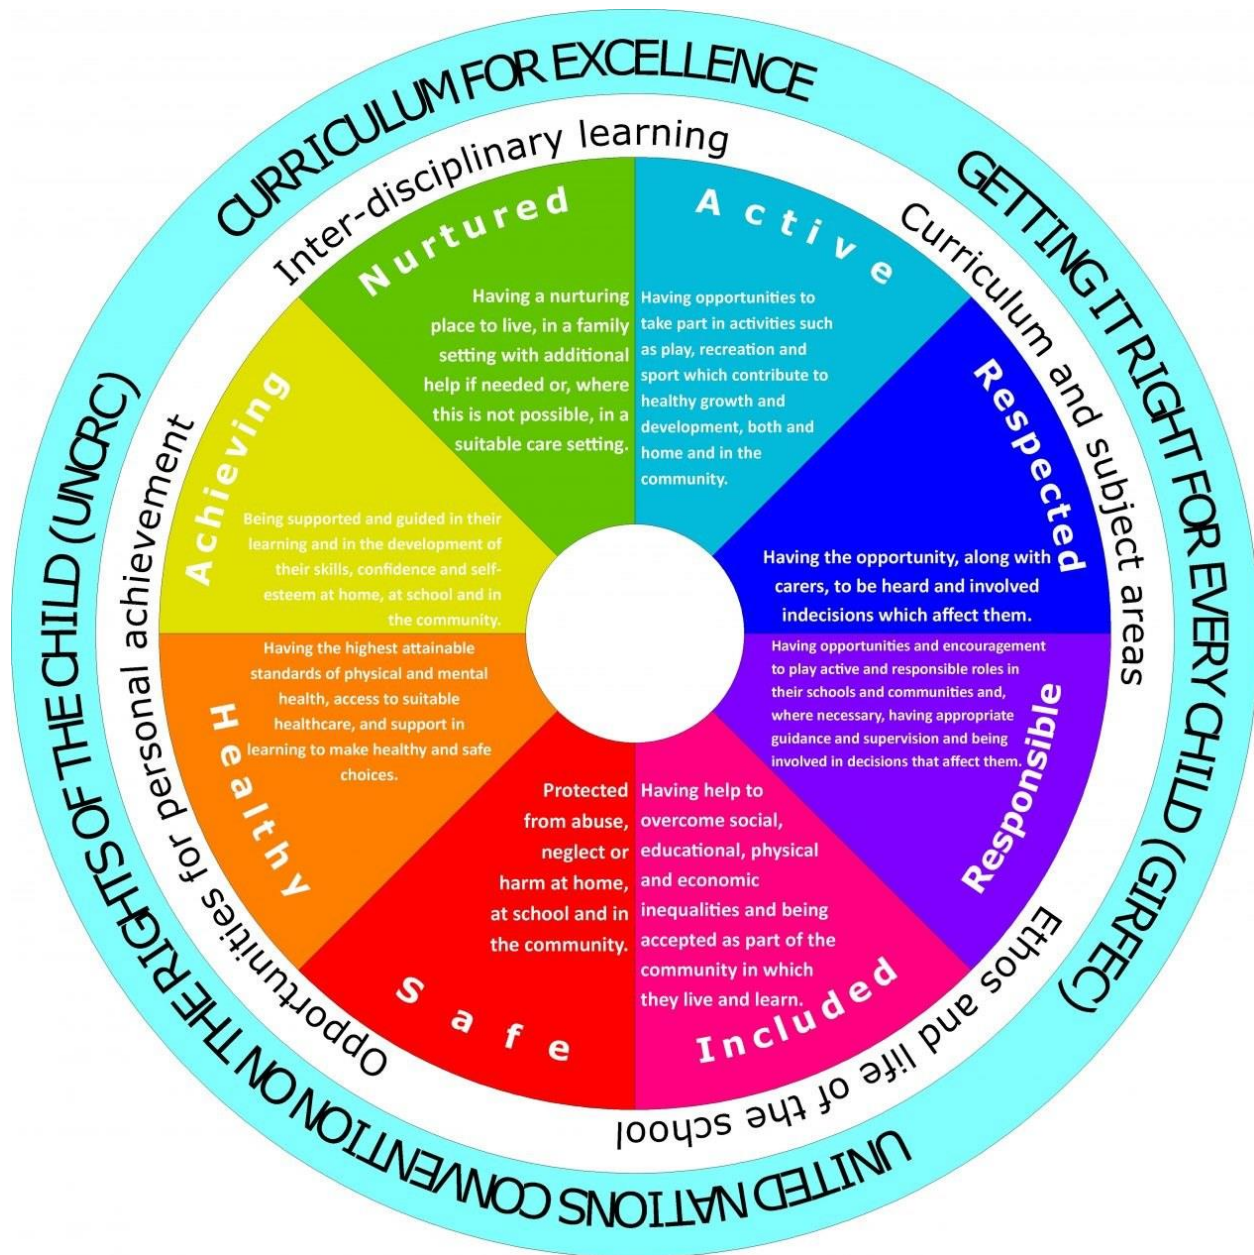 CURRICULUM FOR EXCELLENCE
GETTING IT RIGHT FOR EVERY CHILD (GIRFEC)
UNITED NATIONS CONVENTION ON THE RIGHTS OF THE CHILD (UNCRC)
Inter-disciplinary learning
Curriculum and subject areas
Ethos and life of the school
Opportunities for personal achievement
Nurtured
Having a nurturing
place to live, in a family
setting with additional
help if needed or, where
this is not possible, in a
suitable care setting.
Active
Having opportunities to
take part in activities such
as play, recreation and
sport which contribute to
healthy growth and
development, both and
home and in the
community.
Respected
Having the opportunity, along with
carers, to be heard and involved
indecisions which affect them.
Responsible
Having opportunities and encouragement
to play active and responsible roles in
their schools and communities and,
where necessary, having appropriate
guidance and supervision and being
involved in decisions that affect them.
Included
Having help to
overcome social,
educational, physical
and economic
inequalities and being
accepted as part of the
community in which
they live and learn.
Safe
Protected
from abuse,
neglect or
harm at home,
at school and in
the community.
Healthy
Having the highest attainable
standards of physical and mental
health, access to suitable
healthcare, and support in
learning to make healthy and safe
choices.
Achieving
Being supported and guided in their
learning and in the development of
their skills, confidence and self-
esteem at home, at school and in
the community.